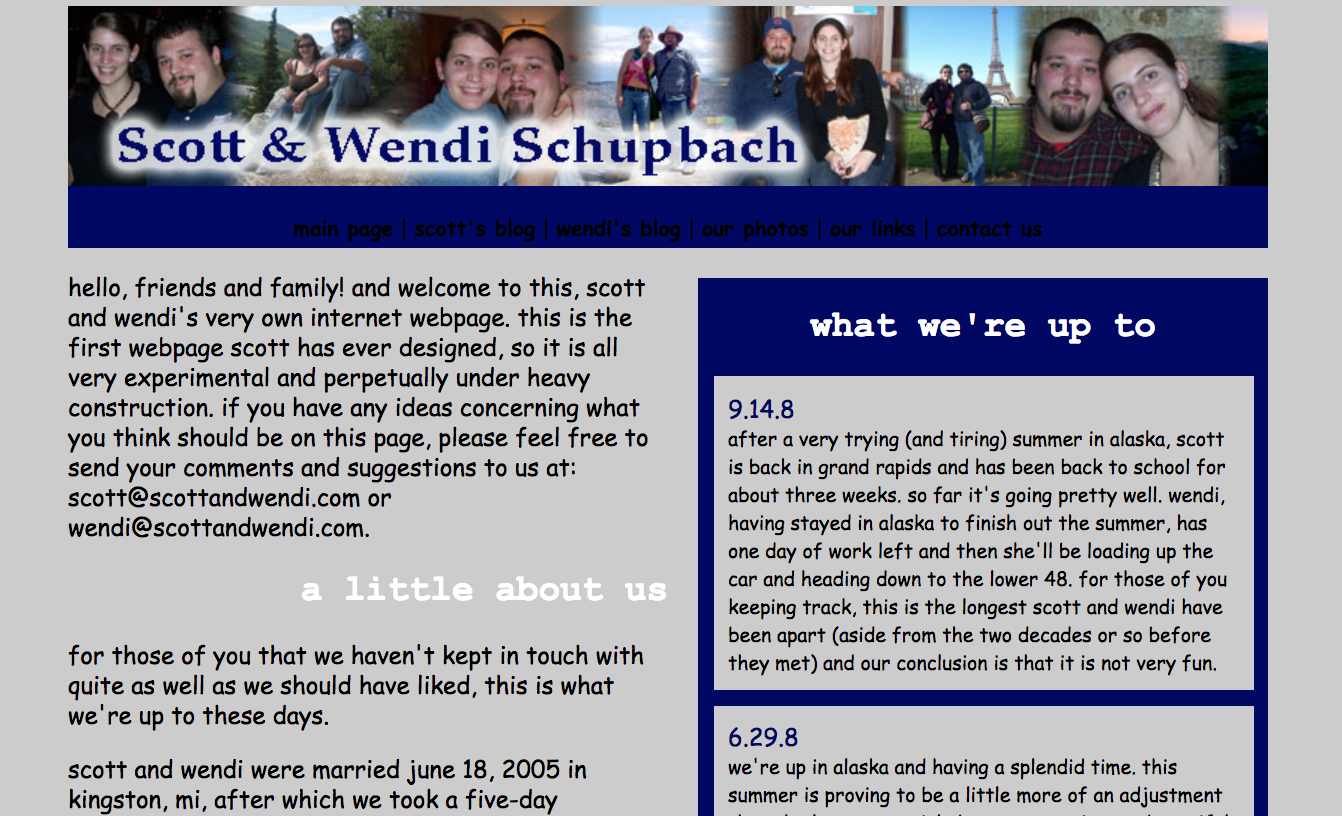 Scott & Wendi Schupbach
main page | scott's blog | wendi's blog | our photos | our links | contact us
hello, friends and family! and welcome to this, scott
and wendi's very own internet webpage. this is the
first webpage scott has ever designed, so it is all
very experimental and perpetually under heavy
construction. if you have any ideas concerning what
you think should be on this page, please feel free to
send your comments and suggestions to us at:
scott@scottandwendi.com or
wendi@scottandwendi.com.
a little about us
for those of you that we haven't kept in touch with
quite as well as we should have liked, this is what
we're up to these days.
scott and wendi were married june 18, 2005 in
kingston, mi, after which we took a five-day
what we're up to
9.14.8
after a very trying (and tiring) summer in alaska, scott
is back in grand rapids and has been back to school for
about three weeks. so far it's going pretty well. wendi,
having stayed in alaska to finish out the summer, has
one day of work left and then she'll be loading up the
car and heading down to the lower 48. for those of you
keeping track, this is the longest scott and wendi have
been apart (aside from the two decades or so before
they met) and our conclusion is that it is not very fun.
6.29.8
we're up in alaska and having a splendid time. this
summer is proving to be a little more of an adjustment